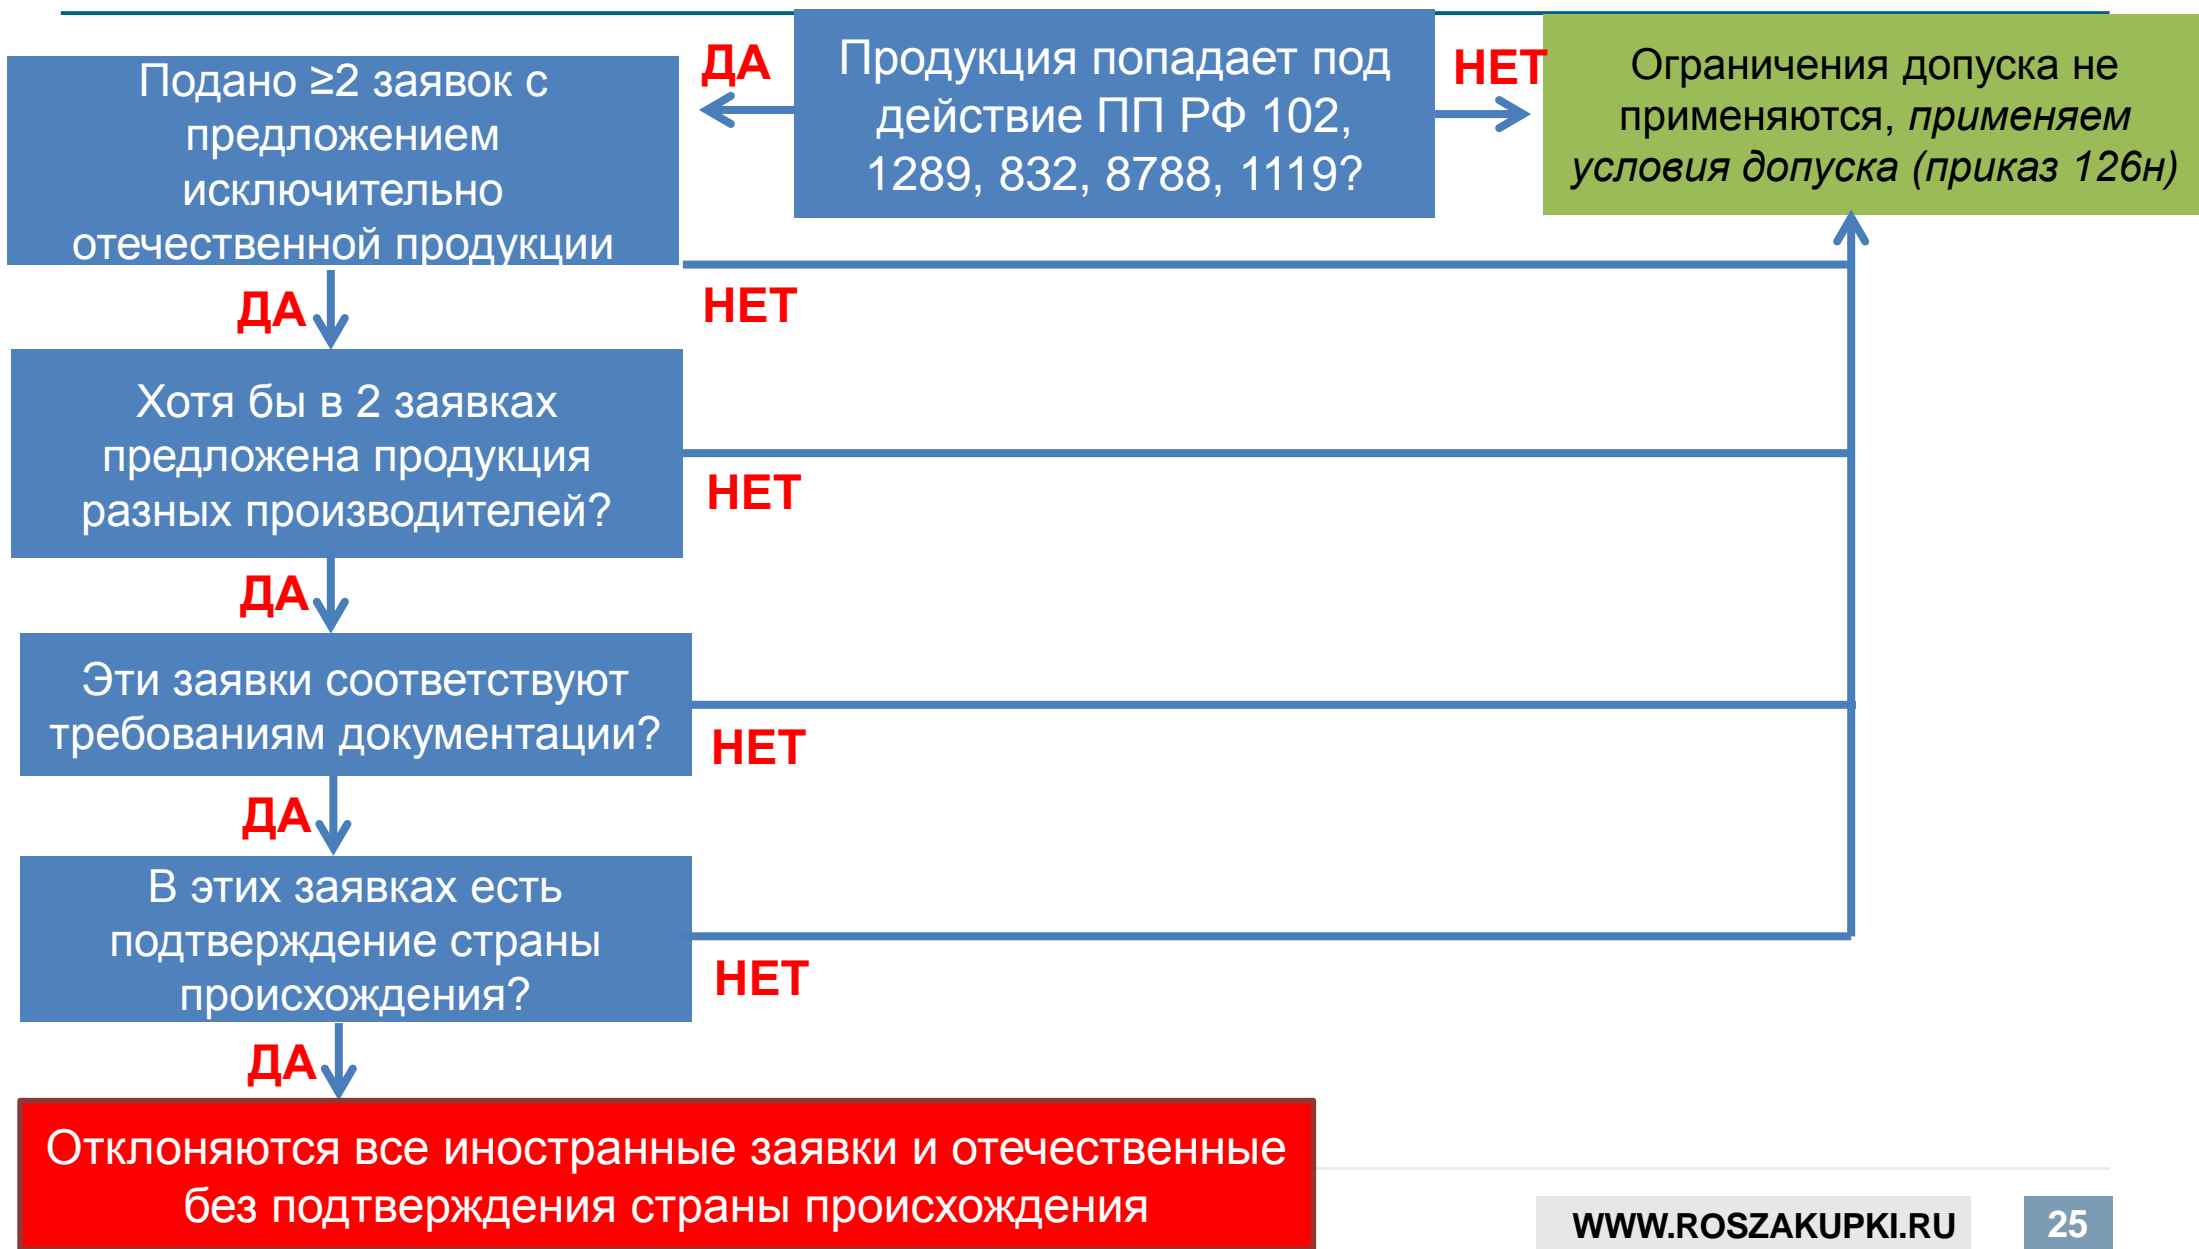 Продукция попадает под
действие ПП РФ 102,
1289, 832, 8788, 1119?
ДА
НЕТ
Ограничения допуска не
применяются, применяем
условия допуска (приказ 126н)
Подано ≥2 заявок с
предложением
исключительно
отечественной продукции
ДА
НЕТ
Хотя бы в 2 заявках
предложена продукция
разных производителей?
НЕТ
ДА
Эти заявки соответствуют
требованиям документации?
НЕТ
ДА
В этих заявках есть
подтверждение страны
происхождения?
НЕТ
ДА
Отклоняются все иностранные заявки и отечественные
без подтверждения страны происхождения
WWW.ROSZAKUPKI.RU
25